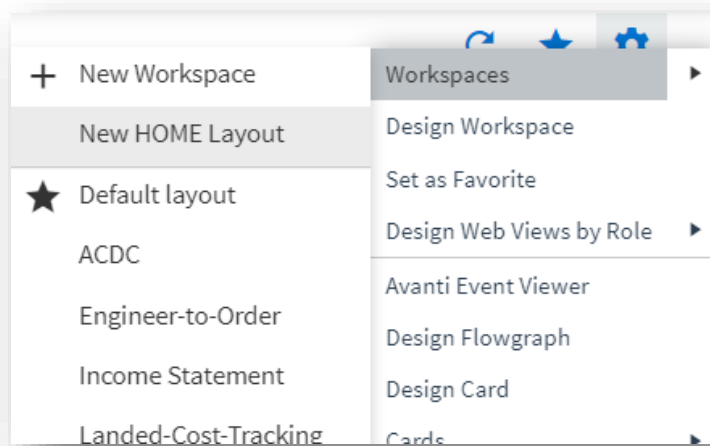 New Workspace
New HOME Layout
Default layout
ACDC
Engineer-to-Order
Income Statement
Landed-Cost-Tracking
Workspaces
Design Workspace
Set as Favorite
Design Web Views by Role
Avanti Event Viewer
Design Flowgraph
Design Card
Cards